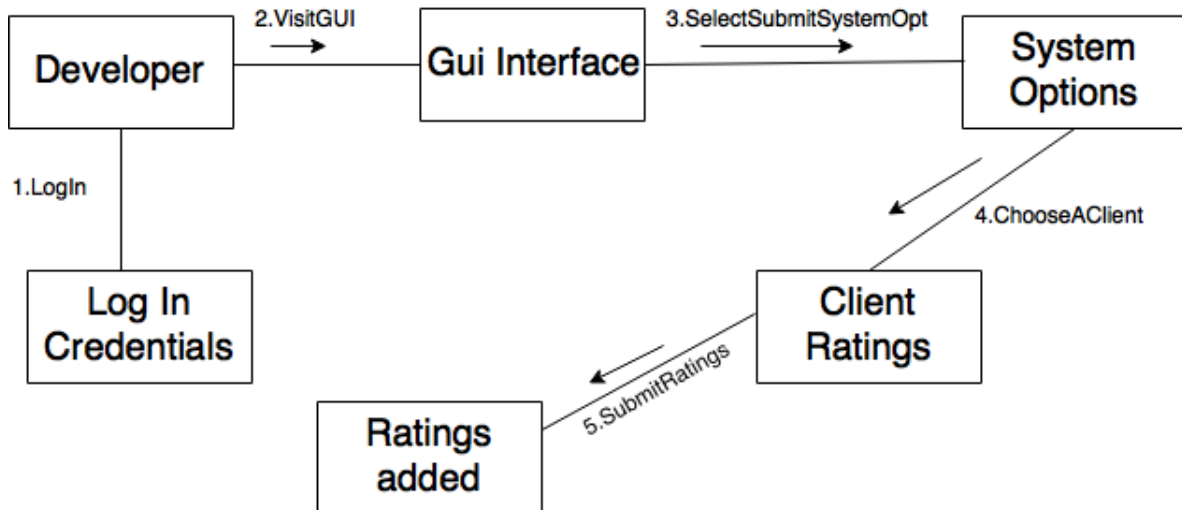 2.VisitGUI
3.SelectSubmitSystemOpt
Developer
Gui Interface
System
Options
1.LogIn
4.ChooseAClient
Log In
Credentials
Client
Ratings
5.SubmitRatings
Ratings
added